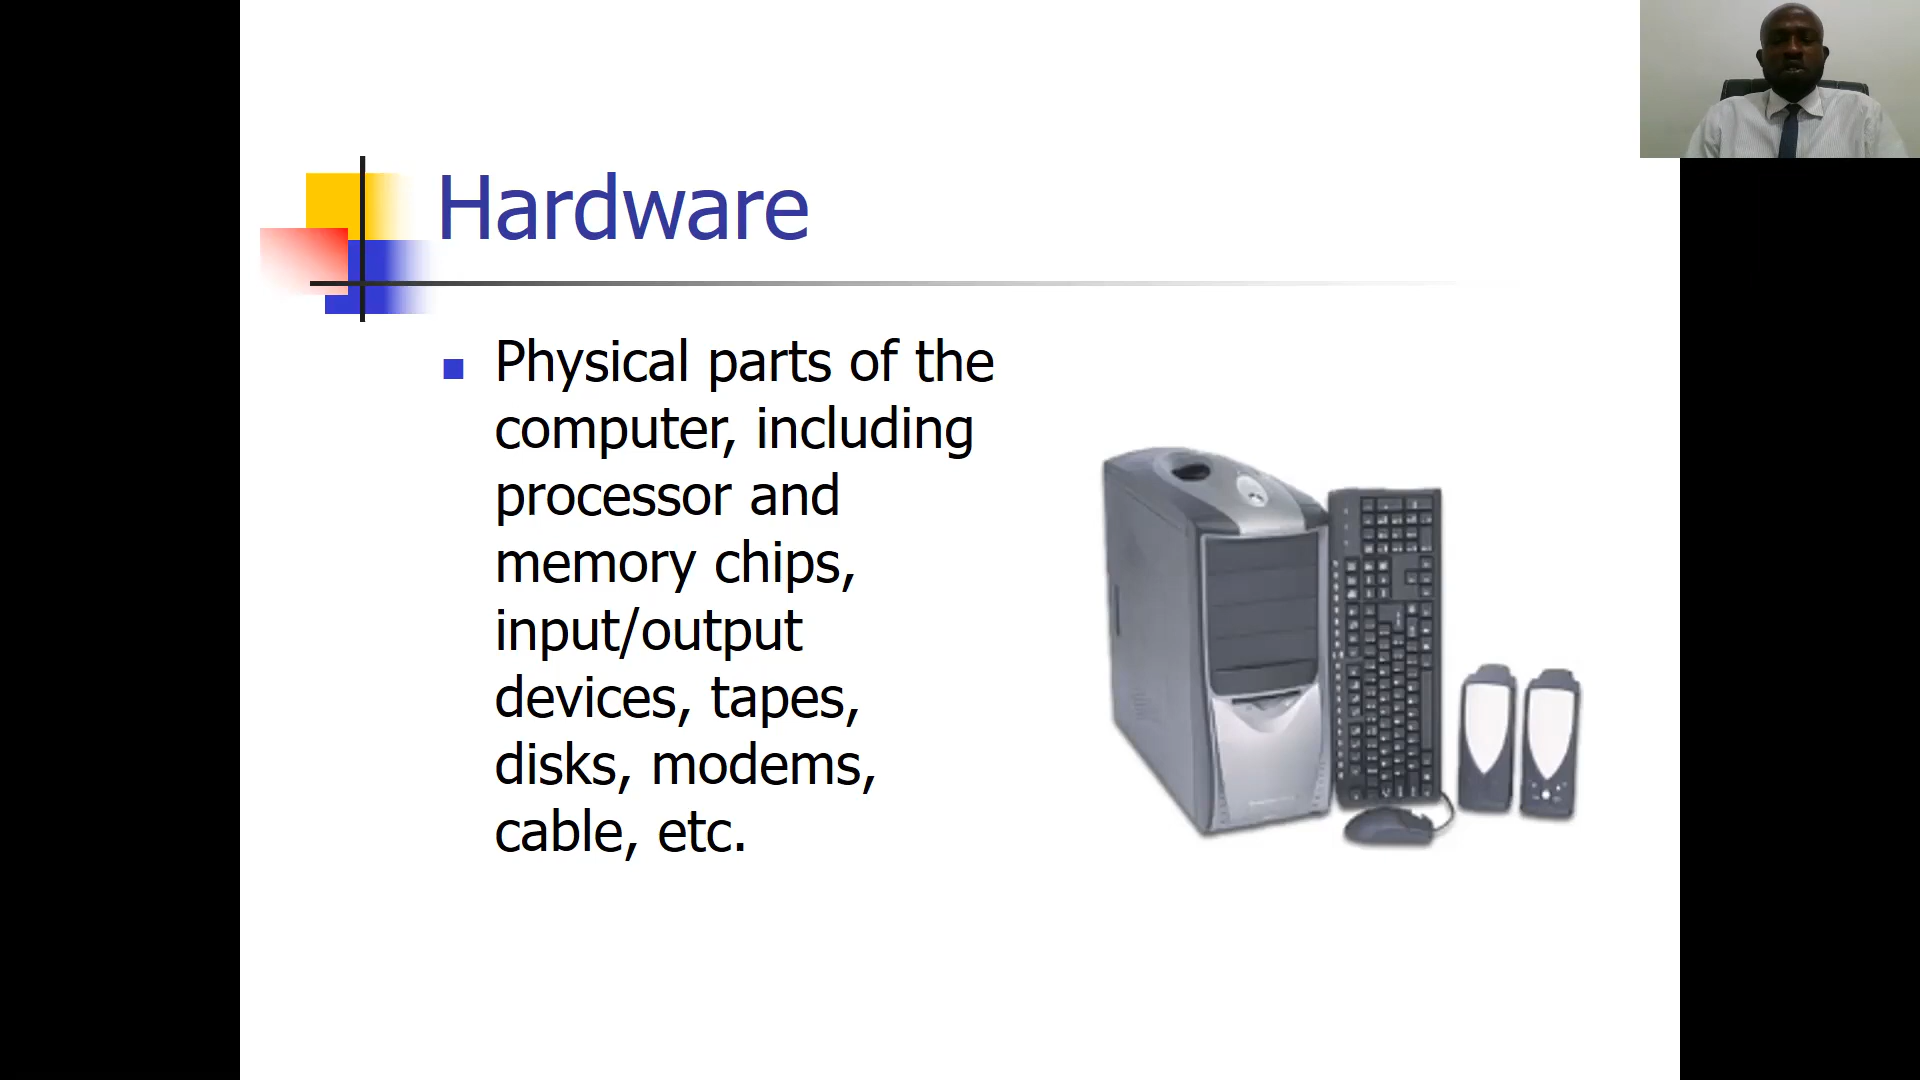 Hardware
Physical parts of the
computer, including
processor and
memory chips,
input/output
devices, tapes,
disks, modems,
cable, etc.